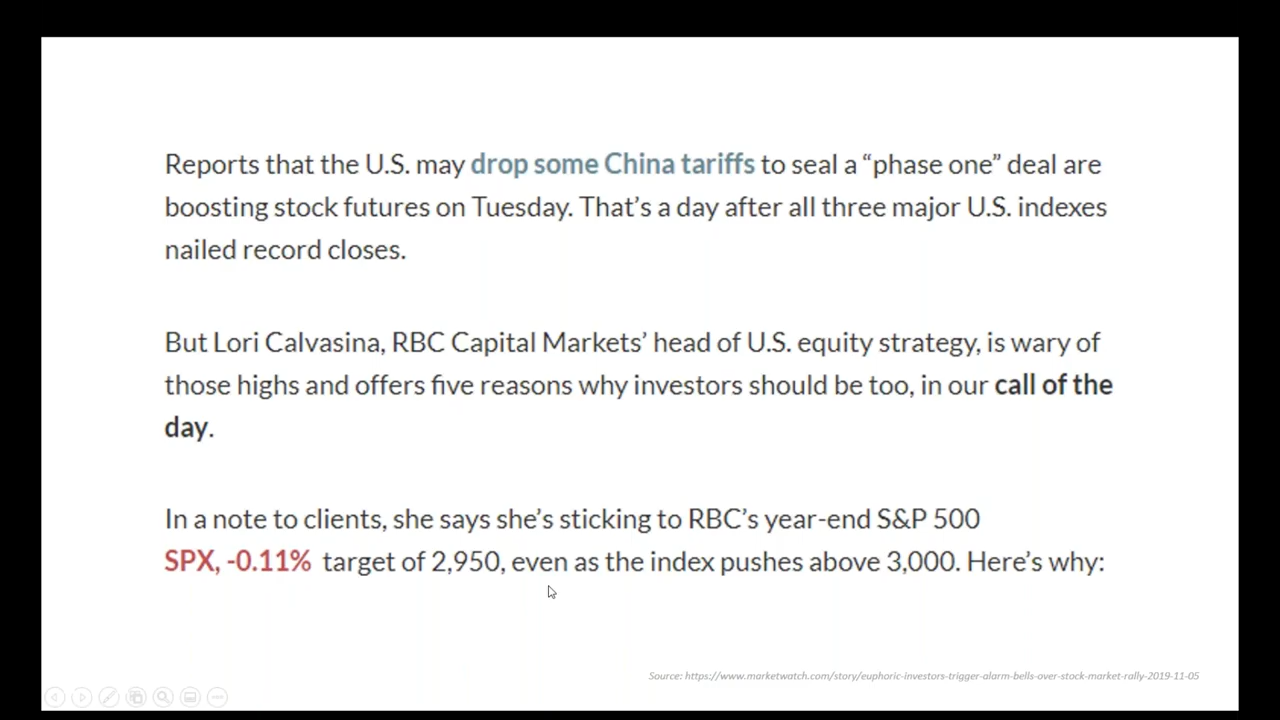 Reports that the U.S. may drop some China tariffs to seal a “phase one” deal are
boosting stock futures on Tuesday. That’s a day after all three major U.S. indexes
nailed record closes.
But Lori Calvasina, RBC Capital Markets’ head of U.S. equity strategy, is wary of
those highs and offers five reasons why investors should be too, in our call of the
day.
In a note to clients, she says she’s sticking to RBC’s year-end S&P 500
SPX, -0.11% target of 2,950, even as the index pushes above 3,000. Here’s why:
Source: https://www.marketwatch.com/story/euphoric-investors-trigger-alarm-bells-over-stock-market-rally-2019-11-05